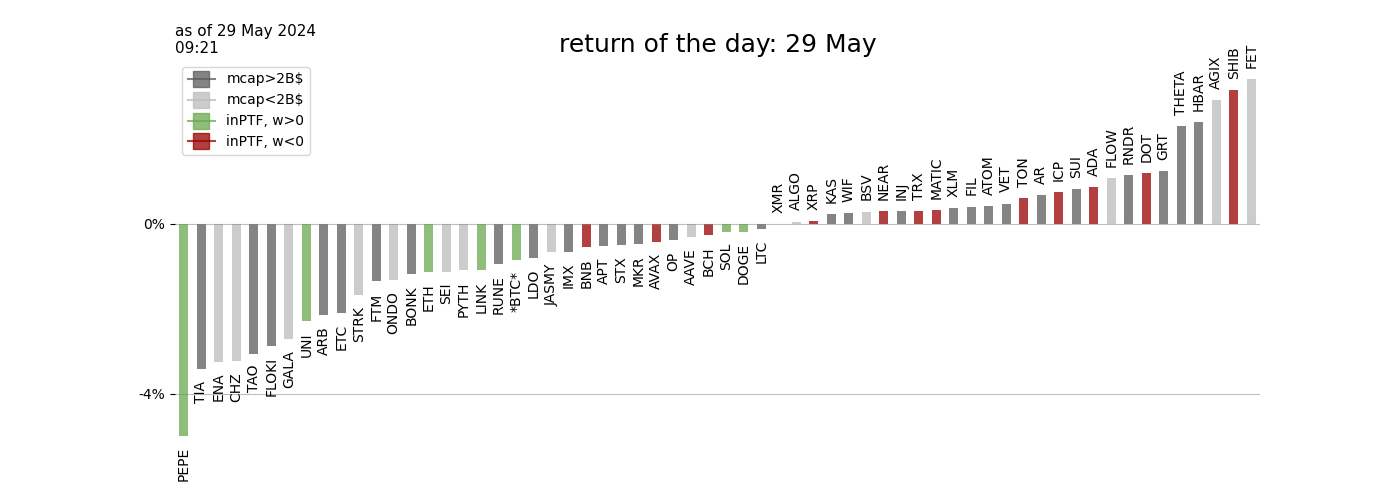 as of 29 May 2024
09:21
return of the day: 29 May
mcap>2B$
mcap<2B$
inPTF, w>0
inPTF, w<0
0%
-4%
PEPE
TIA
ENA
CHZ
TAO
FLOKI
GALA
UNI
ARB
ETC
STRK
FTM
ONDO
BONK
ETH
SEI
PYTH
LINK
RUNE
*BTC*
LDO
JASMY
IMX
BNB
APT
STX
MKR
AVAX
OP
AAVE
BCH
SOL
DOGE
LTC
XMR
ALGO
XRP
KAS
WIF
BSV
NEAR
INJ
TRX
MATIC
XLM
FIL
ATOM
VET
TON
AR
ICP
SUI
ADA
FLOW
RNDR
DOT
GRT
THETA
HBAR
AGIX
SHIB
FET